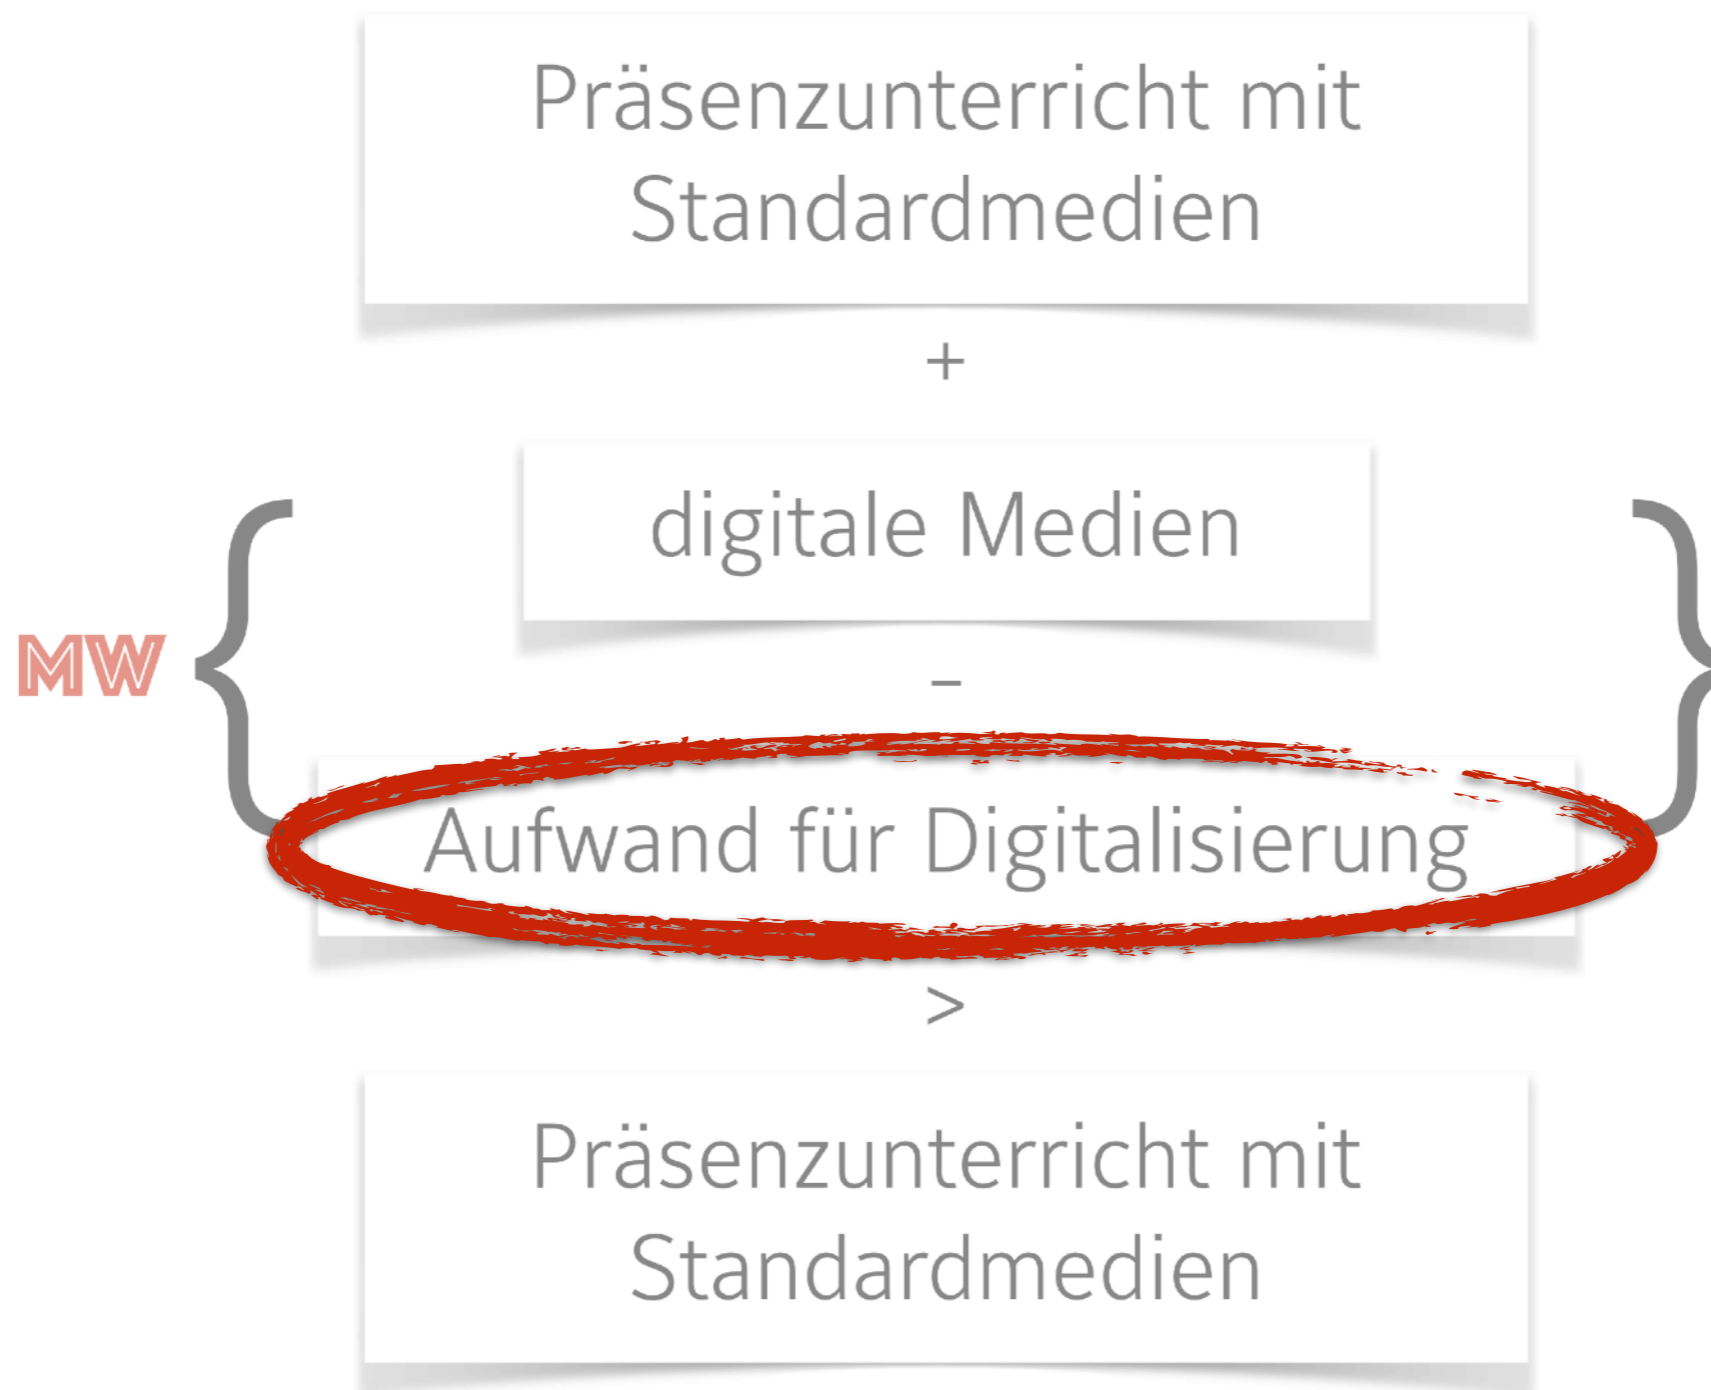 Präsenzunterricht mit
Standardmedien
+
digitale Medien
MW {
}
–
Aufwand für Digitalisierung
>
Präsenzunterricht mit
Standardmedien